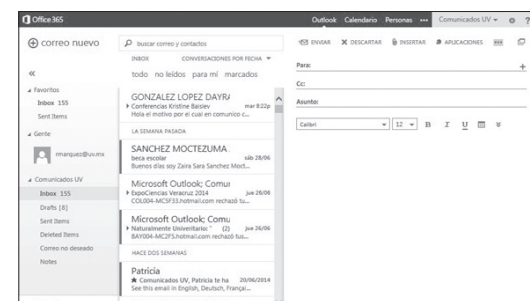 Office 365
Outlook Calendario Personas ••• Comunicados UV ?
correo nuevo
buscar correo y contactos
INBOX CONVERSACIONES POR FECHA
todo no leídos para mí marcados
«
Favoritos
Inbox 155
Sent Items
Gente
rmarquez@uv.mx
Comunicados UV
Inbox 155
Drafts [8]
Sent Items
Deleted Items
Correo no deseado
Notes
GONZALEZ LOPEZ DAYRA
Conferencias Kristine Balslev mar 8:22p
Hola el motivo por el cual en comunico c...
LA SEMANA PASADA
SANCHEZ MOCTEZUMA
beca escolar sáb 28/06
Buenos días soy Zaira Sara Sanchez Moct...
Microsoft Outlook; Comu
ExpoCiencias Veracruz 2014 jue 26/06
COL004-MC5F33.hotmail.com rechazó tus...
Microsoft Outlook; Comu
Naturalmente Univeritario: " (2) jue 26/06
BAY004-MC2F5.hotmail.com rechazó tus...
HACE DOS SEMANAS
Patricia
Comunicados UV, Patricia te ha 20/06/2014
See this email in English, Deutsch, Françai...
ENVIAR DESCARTAR INSERTAR APLICACIONES •••
Para: +
Cc:
Asunto:
Calibri 12 B I U